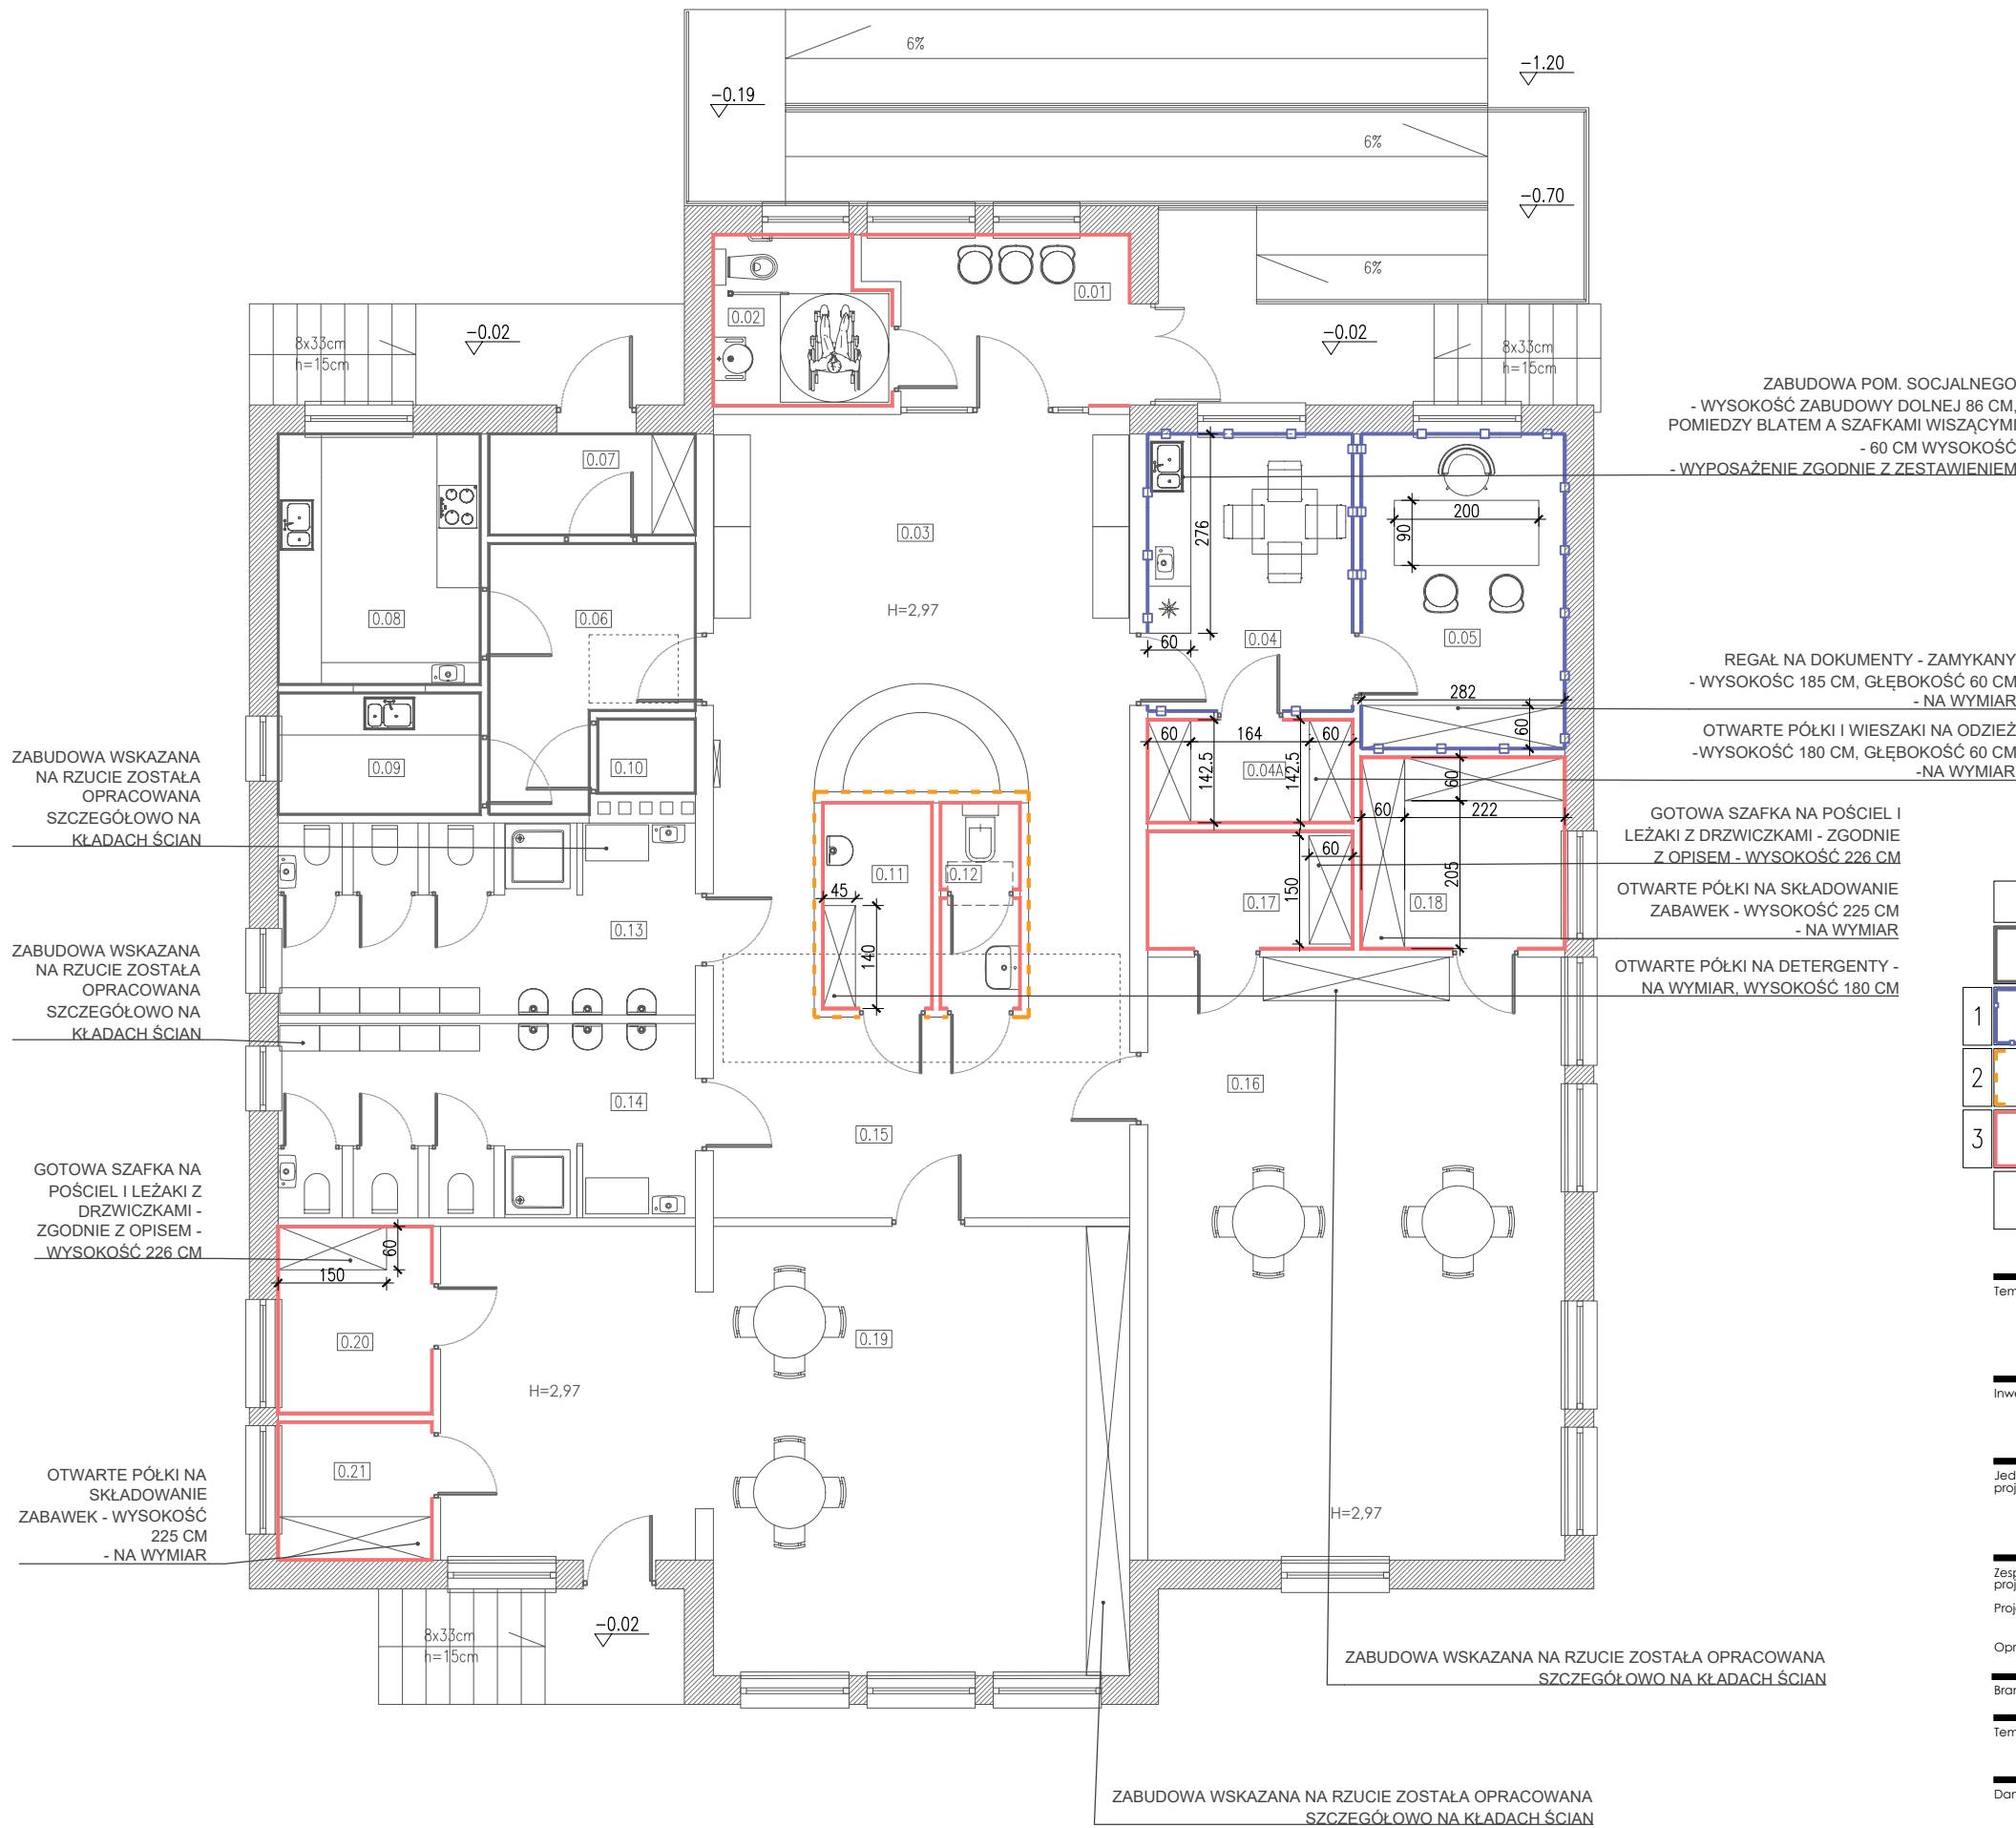 6%
-1.20
-0.19
6%
-0.70
6%
0.01
0.02
8x33cm
h=15cm
-0.02
-0.02
8x33cm
h=15cm
ZABUDOWA POM. SOCJALNEGO
- WYSOKOŚĆ ZABUDOWY DOLNEJ 86 CM,
POMIEDZY BLATEM A SZAFKAMI WISZĄCYMI
- 60 CM WYSOKOŚĆ
- WYPOSAŻENIE ZGODNIE Z ZESTAWIENIEM
0.07
0.03
276
200
90
H=2,97
0.08
0.06
0.04
0.05
60
REGAŁ NA DOKUMENTY - ZAMYKANY
- WYSOKOŚC 185 CM, GŁĘBOKOŚĆ 60 CM
- NA WYMIAR
282
60
OTWARTE PÓŁKI I WIESZAKI NA ODZIEŻ
-WYSOKOŚĆ 180 CM, GŁĘBOKOŚĆ 60 CM
-NA WYMIAR
60
164
60
142.5
0.04A
142.5
60
60
222
205
ZABUDOWA WSKAZANA
NA RZUCIE ZOSTAŁA
OPRACOWANA
SZCZEGÓŁOWO NA
KŁADACH ŚCIAN
0.09
0.10
GOTOWA SZAFKA NA POŚCIEL I
LEŻAKI Z DRZWICZKAMI - ZGODNIE
Z OPISEM - WYSOKOŚĆ 226 CM
0.11
0.12
45
140
60
150
0.17
0.18
OTWARTE PÓŁKI NA SKŁADOWANIE
ZABAWEK - WYSOKOŚĆ 225 CM
- NA WYMIAR
0.13
ZABUDOWA WSKAZANA
NA RZUCIE ZOSTAŁA
OPRACOWANA
SZCZEGÓŁOWO NA
KŁADACH ŚCIAN
OTWARTE PÓŁKI NA DETERGENTY -
NA WYMIAR, WYSOKOŚĆ 180 CM
1
2
3
0.14
0.15
0.16
GOTOWA SZAFKA NA
POŚCIEL I LEŻAKI Z
DRZWICZKAMI -
ZGODNIE Z OPISEM -
WYSOKOŚĆ 226 CM
60
150
0.20
0.19
H=2,97
0.21
H=2,97
OTWARTE PÓŁKI NA
SKŁADOWANIE
ZABAWEK - WYSOKOŚĆ
225 CM
- NA WYMIAR
8x33cm
h=15cm
-0.02
ZABUDOWA WSKAZANA NA RZUCIE ZOSTAŁA OPRACOWANA
SZCZEGÓŁOWO NA KŁADACH ŚCIAN
ZABUDOWA WSKAZANA NA RZUCIE ZOSTAŁA OPRACOWANA
SZCZEGÓŁOWO NA KŁADACH ŚCIAN